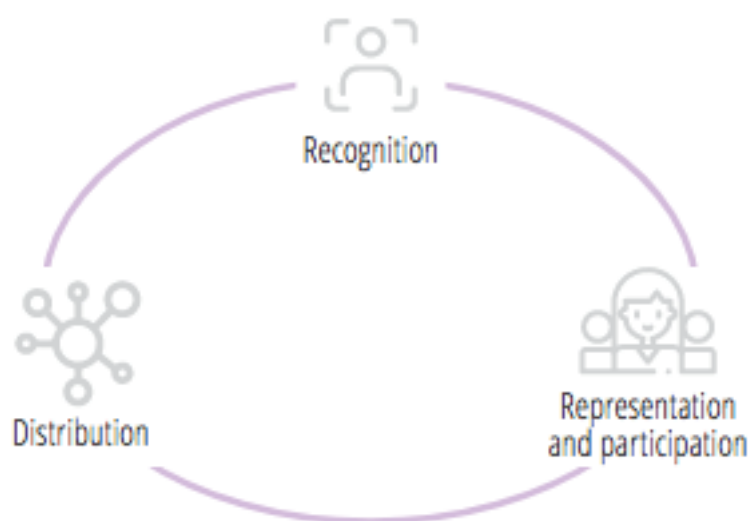 Recognition
Distribution
Representation
and participation